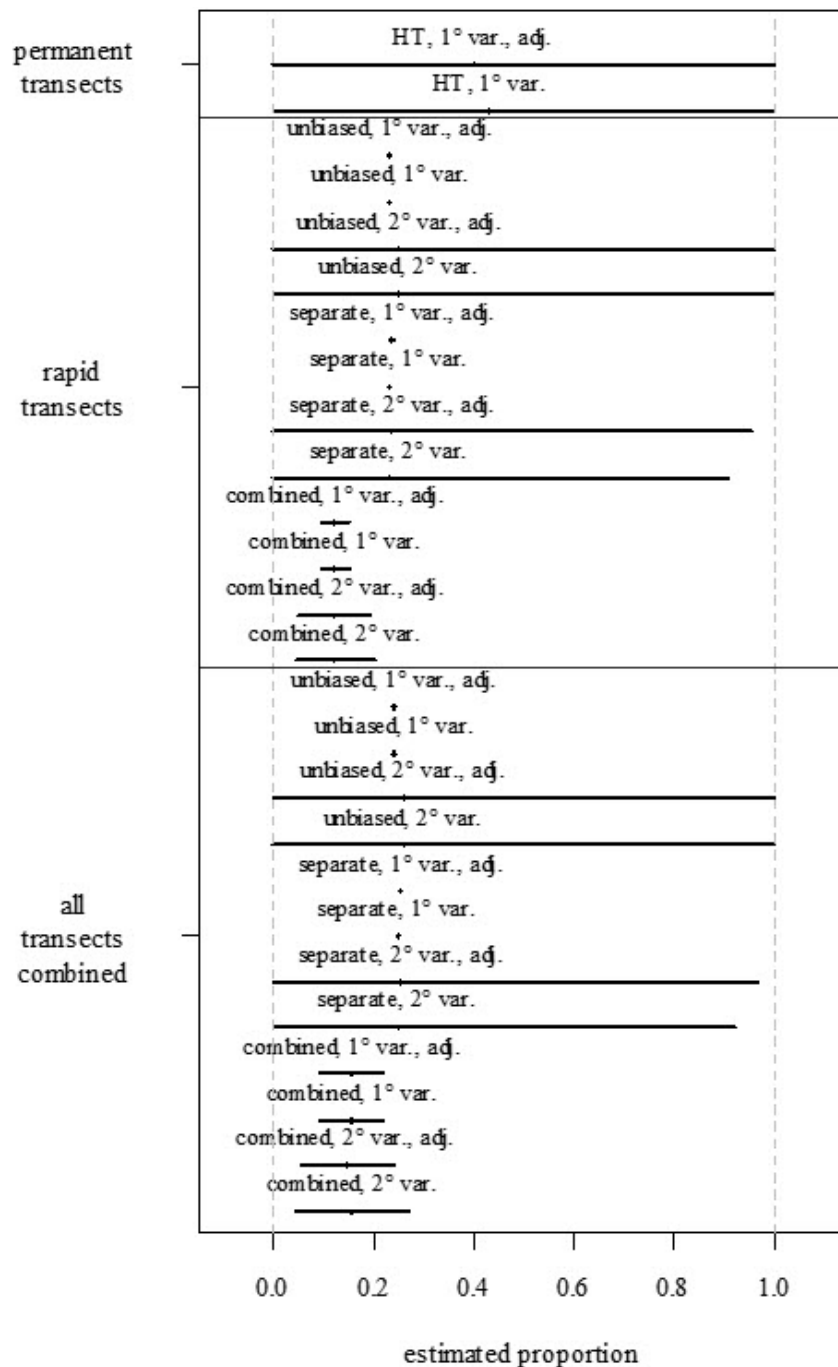 HT, 1° var., adj.
permanent
transects
HT, 1° var.
unbiased, 1° var., adj.
unbiased, 1° var.
unbiased, 2° var., adj.
unbiased, 2° var.
separate, 1° var., adj.
separate, 1° var.
rapid
transects
separate, 2° var., adj.
separate, 2° var.
combined, 1° var., adj.
combined, 1° var.
combined, 2° var., adj.
combined, 2° var.
unbiased, 1° var., adj.
unbiased, 1° var.
unbiased, 2° var., adj.
unbiased, 2° var.
separate, 1° var., adj.
separate, 1° var.
all
transects
combined
separate, 2° var., adj.
separate, 2° var.
combined, 1° var., adj.
combined, 1° var.
combined, 2° var., adj.
combined, 2° var.
0.0 0.2 0.4 0.6 0.8 1.0
estimated proportion